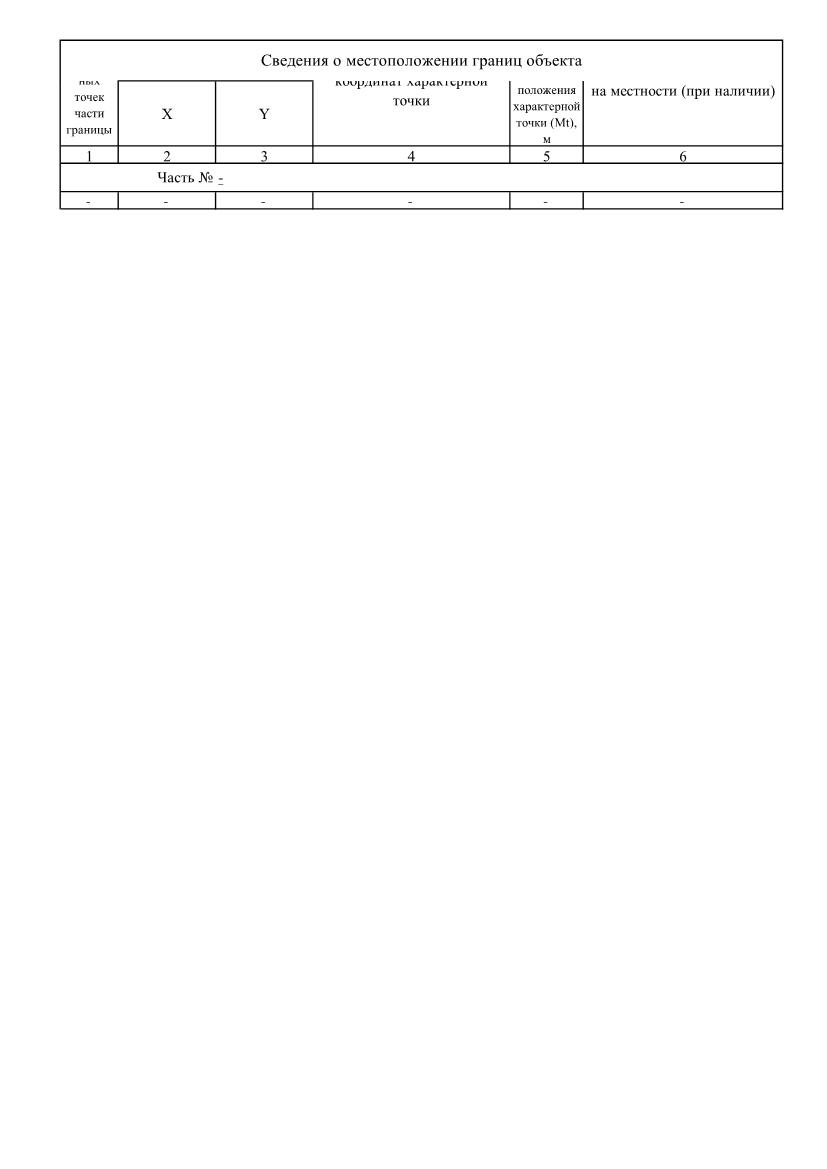 Сведения о местоположении границ объекта
ных
точек
части
границы
X
Y
координат характерной
точки
положения
характерной
точки (Mt),
м
на местности (при наличии)
1 2 3 4 5 6
Часть № -
- - - - - -